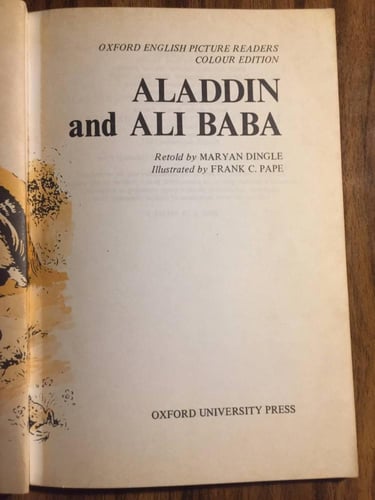 OXFORD ENGLISH PICTURE READERS
COLOUR EDITION
ALADDIN
and ALI BABA
Retold by MARYAN DINGLE
Illustrated by FRANK C. PAPE
OXFORD UNIVERSITY PRESS